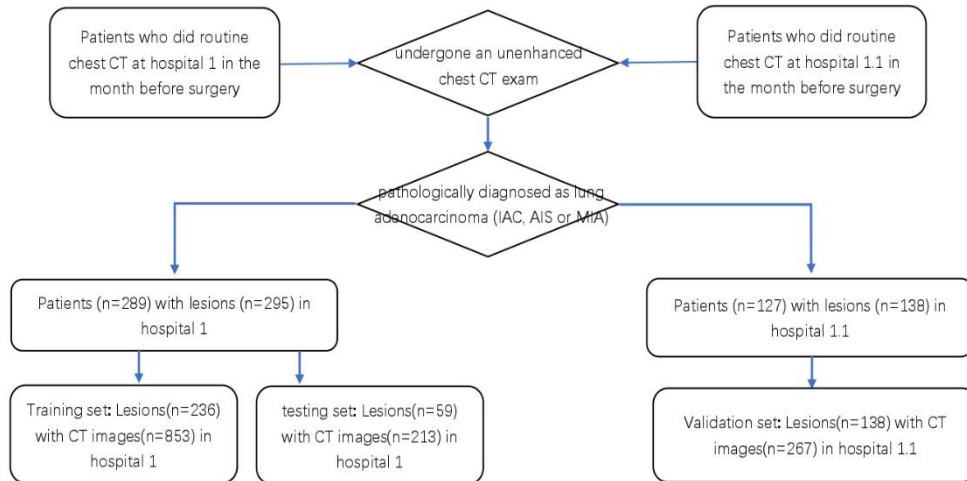 Patients who did routine
chest CT at hospital 1 in the
month before surgery
undergone an unenhanced
chest CT exam
Patients who did routine
chest CT at hospital 1.1 in
the month before surgery
pathologically diagnosed as lung
adenocarcinoma (IAC, AIS or MIA)
Patients (n=289) with lesions (n=295) in
hospital 1
Patients (n=127) with lesions (n=138) in
hospital 1.1
Training set: Lesions(n=236)
with CT images(n=853) in
hospital 1
testing set: Lesions(n=59)
with CT images(n=213) in
hospital 1
Validation set: Lesions(n=138) with CT
images(n=267) in hospital 1.1